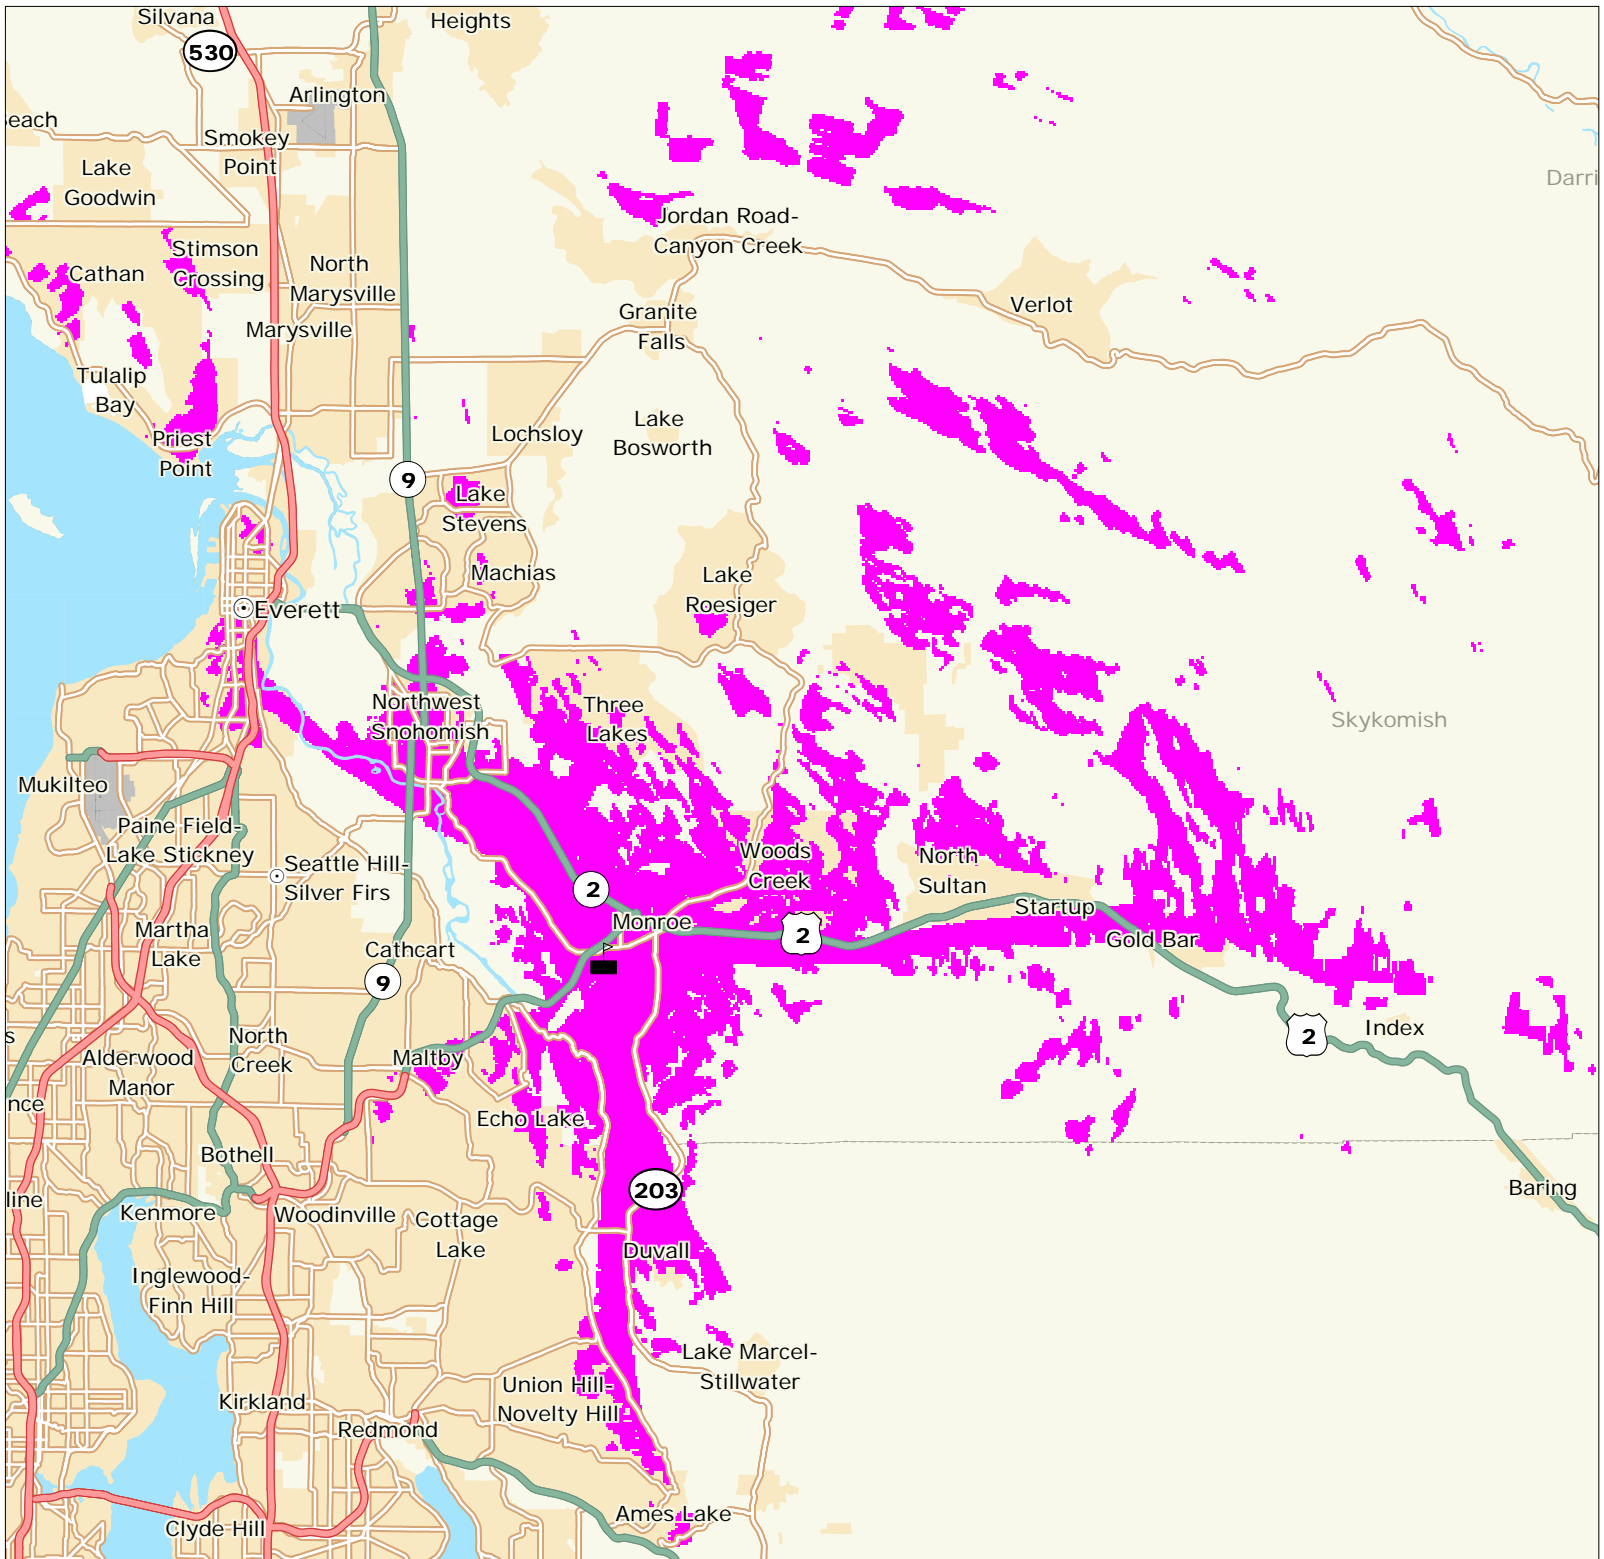 Silvana
Heights
530
Arlington
each
Smokey
Point
Lake
Goodwin
Darri
Jordan Road-
Canyon Creek
Stimson
Crossing
Cathan
North
Marysville
Verlot
Granite
Falls
Marysville
Tulalip
Bay
Lake
Bosworth
Lochsloy
Priest
Point
9
Lake
Stevens
Machias
Lake
Roesiger
Everett
Northwest
Snohomish
Three
Lakes
Skykomish
Mukilteo
Paine Field-
Lake Stickney
Seattle Hill-
Silver Firs
Woods
Creek
North
Sultan
2
Startup
Monroe
2
Gold Bar
Martha
Lake
Cathcart
9
s
North
Creek
Index
2
Alderwood
Manor
Maltby
nce
Echo Lake
Bothell
203
Baring
line
Kenmore
Woodinville
Cottage
Lake
Duvall
Inglewood-
Finn Hill
Lake Marcel-
Stillwater
Union Hill-
Novelty Hill
Kirkland
Redmond
Ames Lake
Clyde Hill